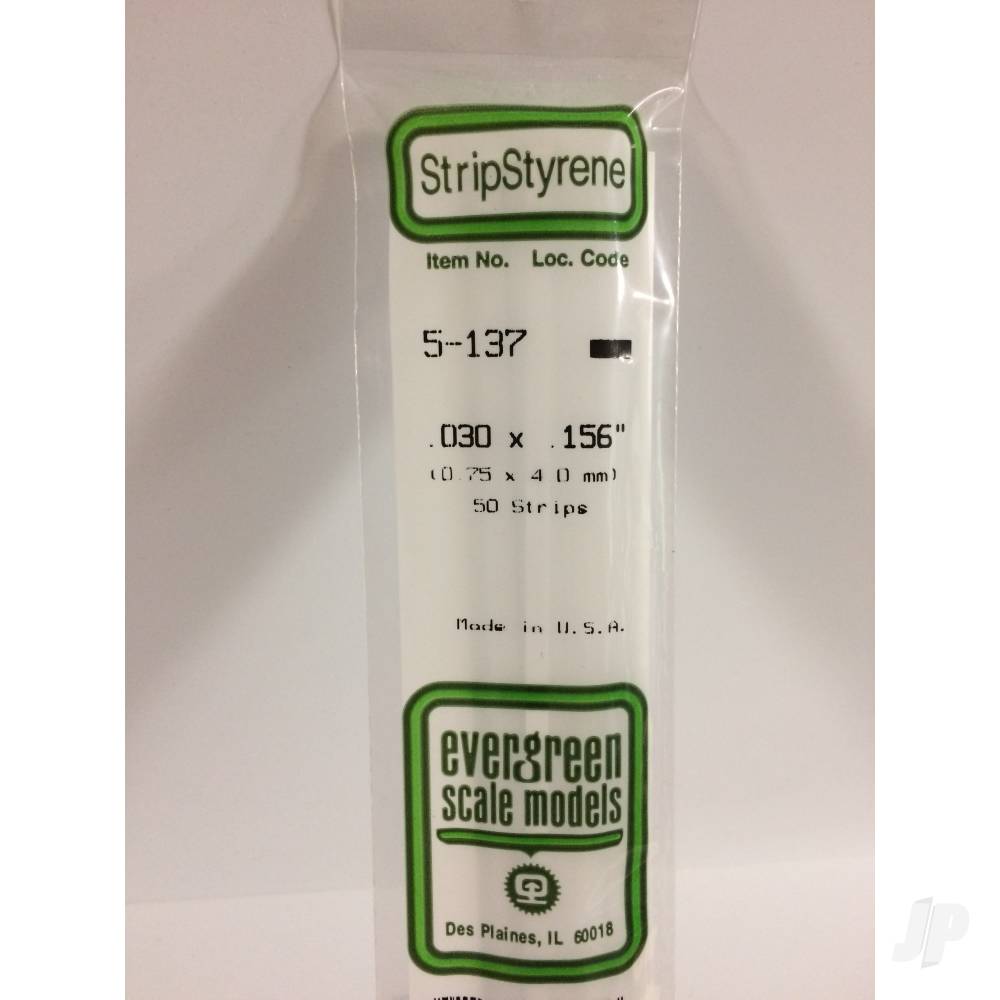 StripStyrene
Item No. Loc. Code
5-137
.030 x .156"
(0.75 x 4.0 mm)
50 Strips
Made in U.S.A.
evergreen
scale models
Des Plaines, IL 60018
JP